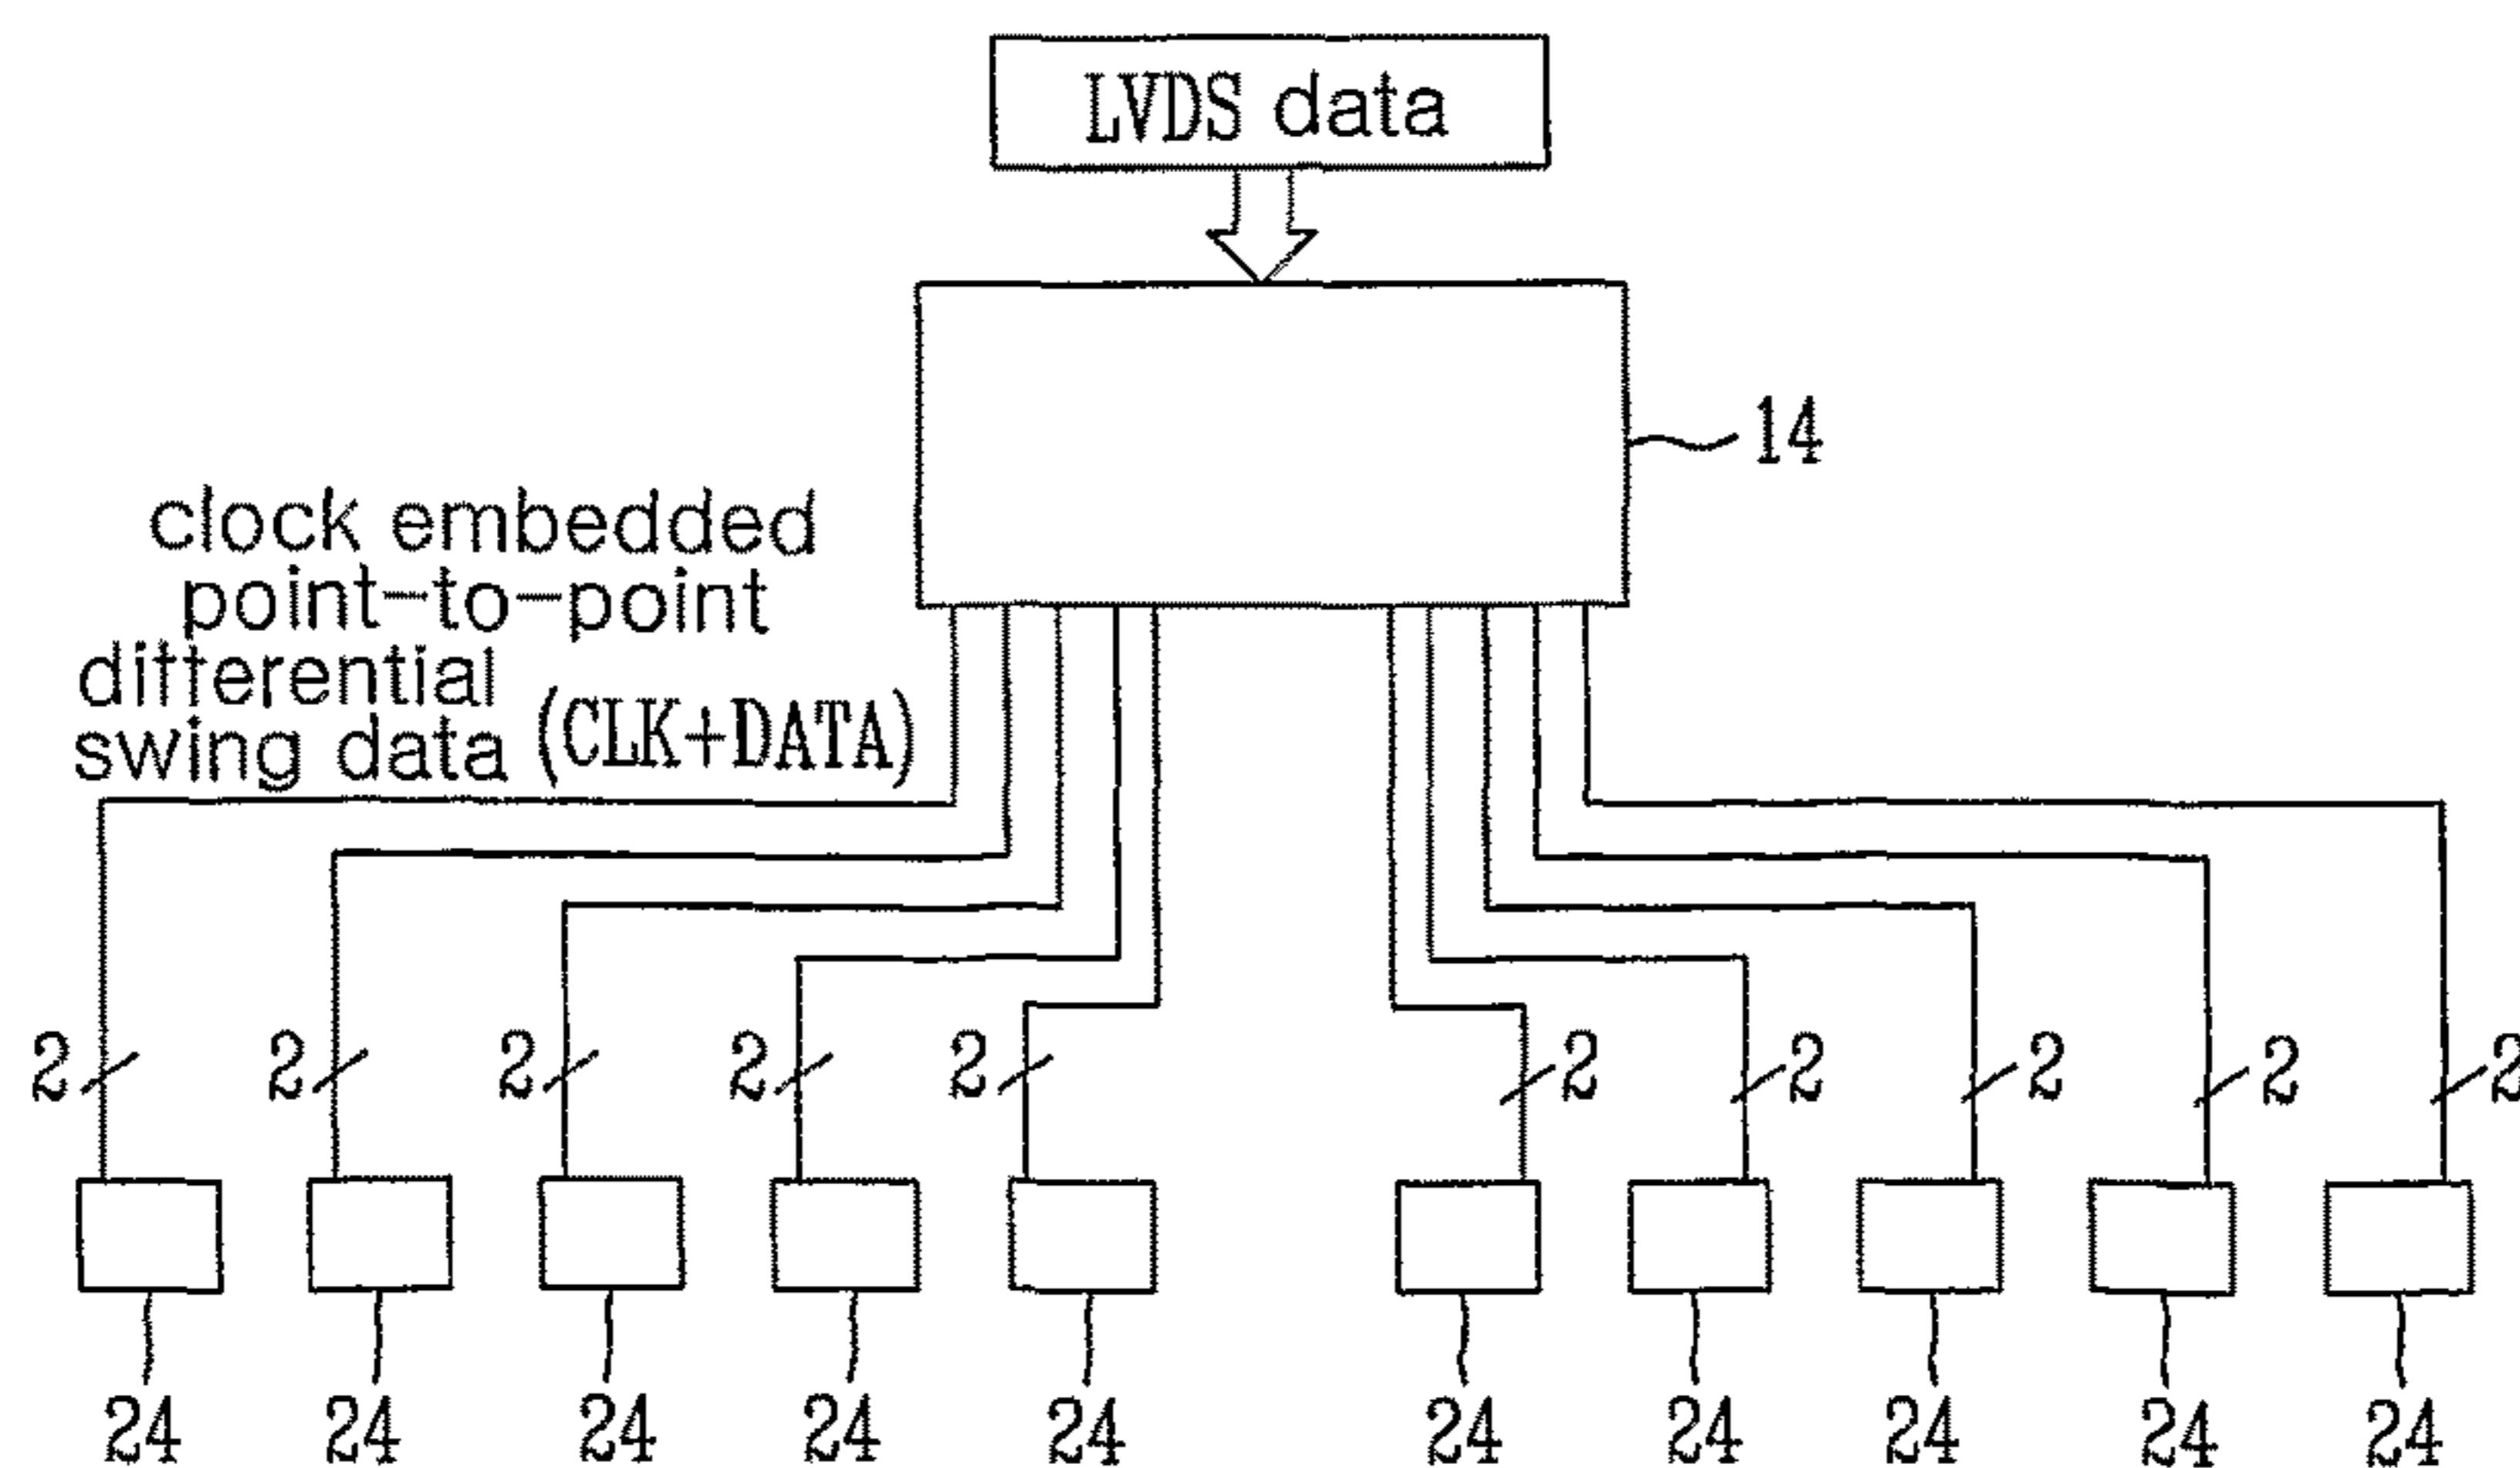 LVDS data
14
clock embedded
point-to-point
differential
swing data (CLK+DATA)
2 2 2 2 2 2 2 2 2 2
24 24 24 24 24 24 24 24 24 24